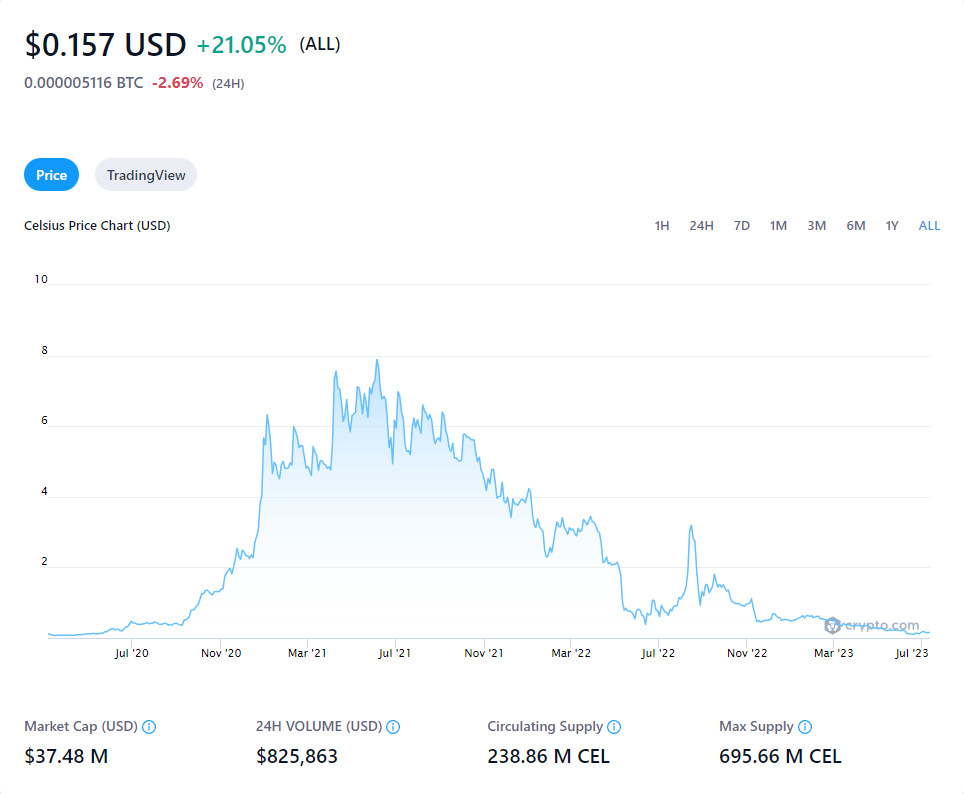 $0.157 USD +21.05% (ALL)
0.000005116 BTC -2.69% (24H)
Price TradingView
Celsius Price Chart (USD) 1H 24H 7D 1M 3M 6M 1Y ALL
10
8
6
4
2
crypto.com
Jul '20 Nov '20 Mar '21 Jul '21 Nov '21 Mar '22 Jul '22 Nov '22 Mar '23 Jul '23
Market Cap (USD) 24H VOLUME (USD) Circulating Supply Max Supply
$37.48 M $825,863 238.86 M CEL 695.66 M CEL